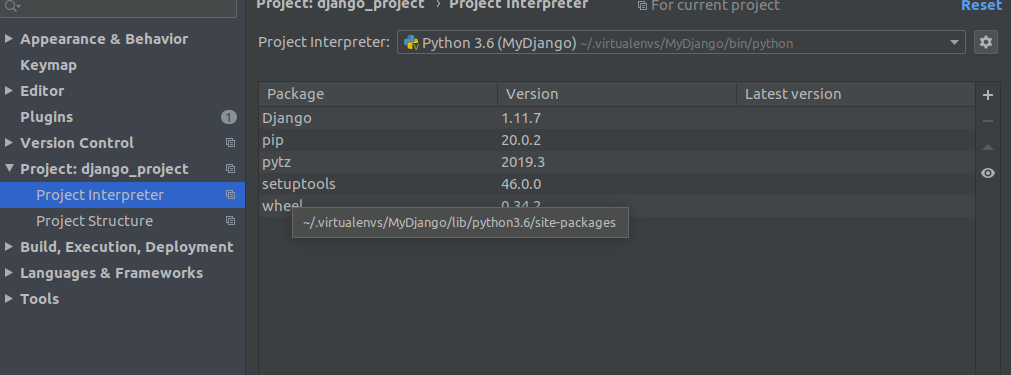 Project: django_project › Project Interpreter For current project Reset
Appearance & Behavior
Keymap
Editor
Plugins 1
Version Control
Project: django_project
Project Interpreter
Project Structure
Build, Execution, Deployment
Languages & Frameworks
Tools
Project Interpreter: Python 3.6 (MyDjango) ~/.virtualenvs/MyDjango/bin/python
Package Version Latest version
Django 1.11.7
pip 20.0.2
pytz 2019.3
setuptools 46.0.0
wheel 0.34.2
~/.virtualenvs/MyDjango/lib/python3.6/site-packages